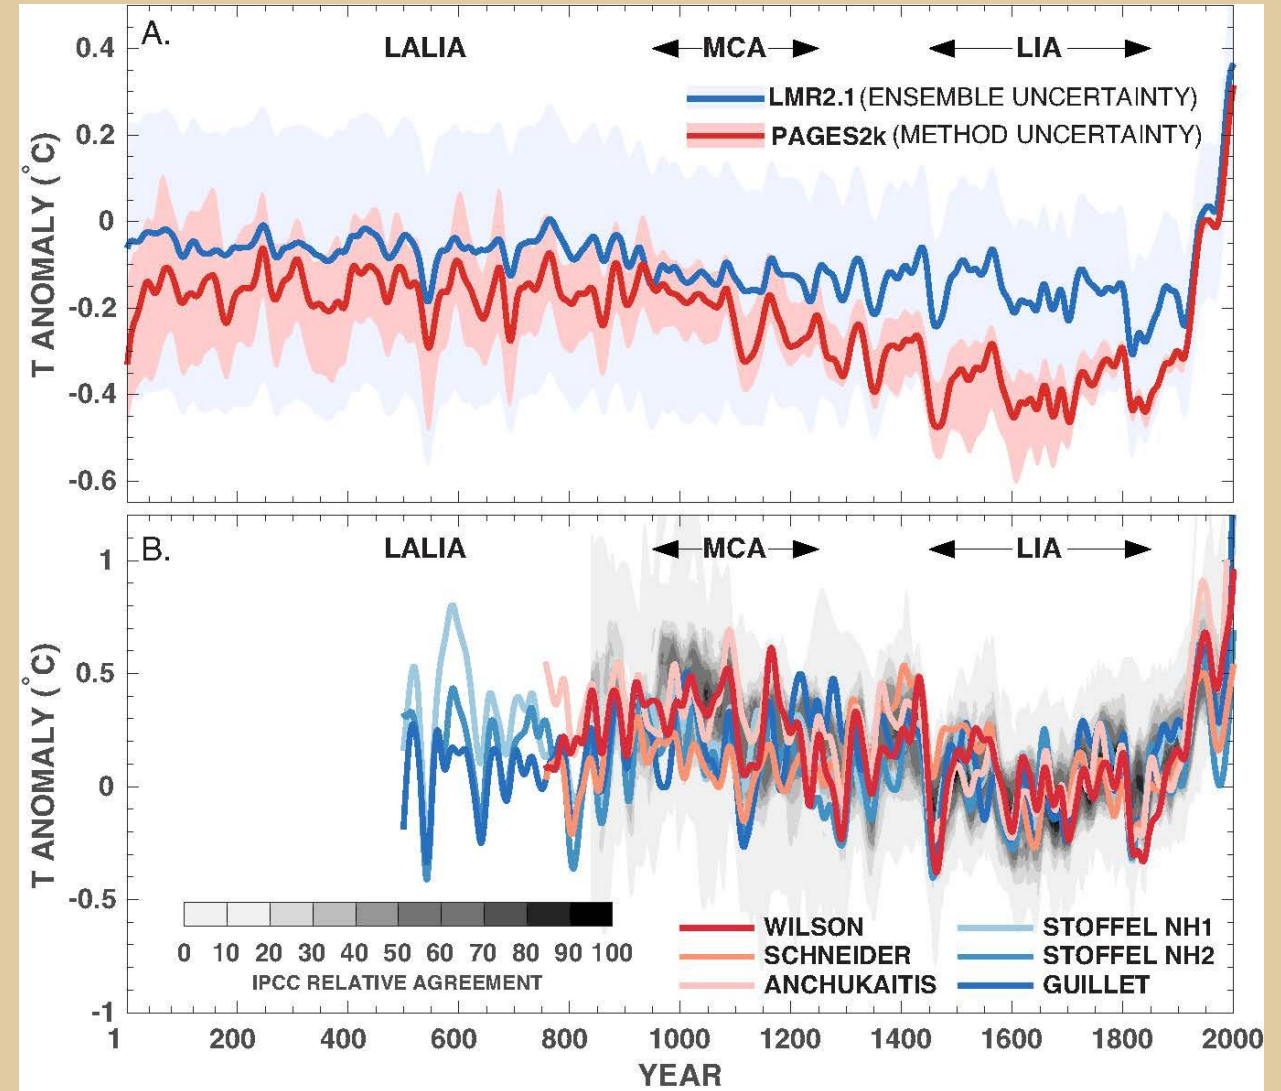 A.
LALIA
MCA
LIA
LMR2.1 (ENSEMBLE UNCERTAINTY)
PAGES2k (METHOD UNCERTAINTY)
T ANOMALY (°C)
0.4
0.2
0
-0.2
-0.4
-0.6
B.
LALIA
MCA
LIA
T ANOMALY (°C)
1
0.5
0
-0.5
-1
0 10 20 30 40 50 60 70 80 90 100
IPCC RELATIVE AGREEMENT
WILSON
SCHNEIDER
ANCHUKAITIS
STOFFEL NH1
STOFFEL NH2
GUILLET
1 200 400 600 800 1000 1200 1400 1600 1800 2000
YEAR